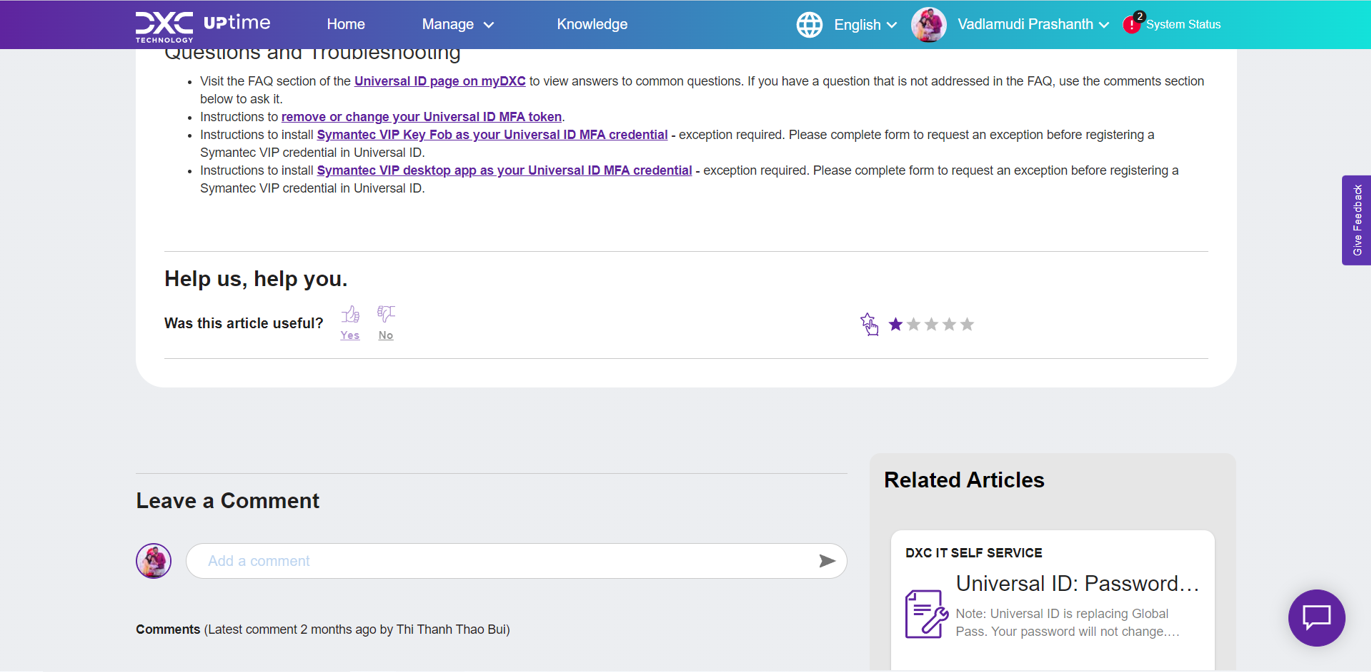 DXC TECHNOLOGY UPtime Home Manage Knowledge English Vadlamudi Prashanth ! 2 System Status
Questions and Troubleshooting
• Visit the FAQ section of the Universal ID page on myDXC to view answers to common questions. If you have a question that is not addressed in the FAQ, use the comments section
below to ask it.
• Instructions to remove or change your Universal ID MFA token.
• Instructions to install Symantec VIP Key Fob as your Universal ID MFA credential - exception required. Please complete form to request an exception before registering a
Symantec VIP credential in Universal ID.
• Instructions to install Symantec VIP desktop app as your Universal ID MFA credential - exception required. Please complete form to request an exception before registering a
Symantec VIP credential in Universal ID.
Give Feedback
Help us, help you.
Was this article useful?
Yes No
Leave a Comment
Add a comment
Comments (Latest comment 2 months ago by Thi Thanh Thao Bui)
Related Articles
DXC IT SELF SERVICE
Universal ID: Password...
Note: Universal ID is replacing Global
Pass. Your password will not change....